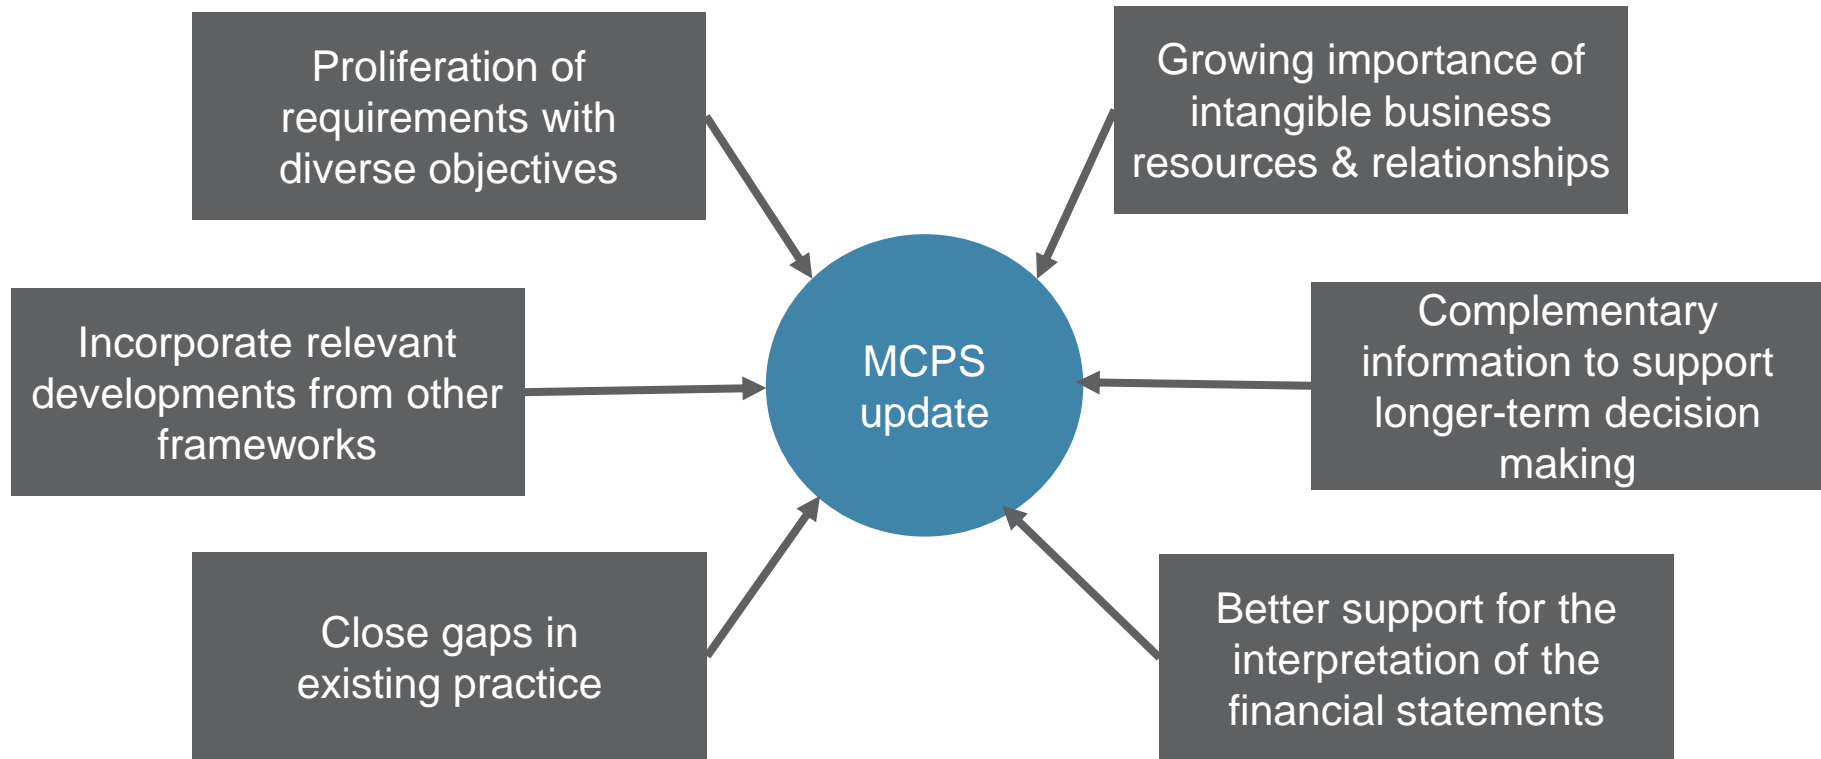 Proliferation of
requirements with
diverse objectives
Growing importance of
intangible business
resources & relationships
Incorporate relevant
developments from other
frameworks
MCPS
update
Complementary
information to support
longer-term decision
making
Close gaps in
existing practice
Better support for the
interpretation of the
financial statements